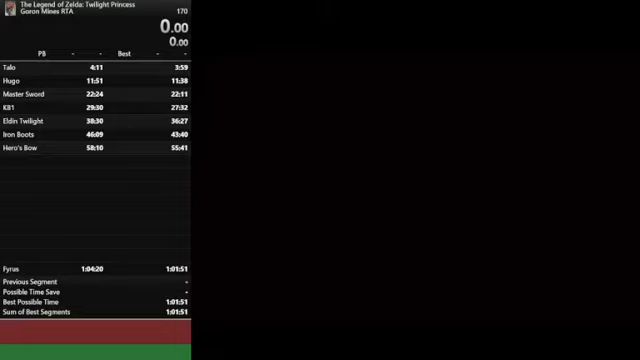 The Legend of Zelda: Twilight Princess
Goron Mines RTA 170
0.00
0.00
PB - - Best - -
Talo 4:11 3:59
Hugo 11:51 11:38
Master Sword 22:24 22:11
KB1 29:30 27:32
Eldin Twilight 38:30 36:27
Iron Boots 46:09 43:40
Hero's Bow 58:10 55:41
Fyrus 1:04:20 1:01:51
Previous Segment -
Possible Time Save -
Best Possible Time 1:01:51
Sum of Best Segments 1:01:51